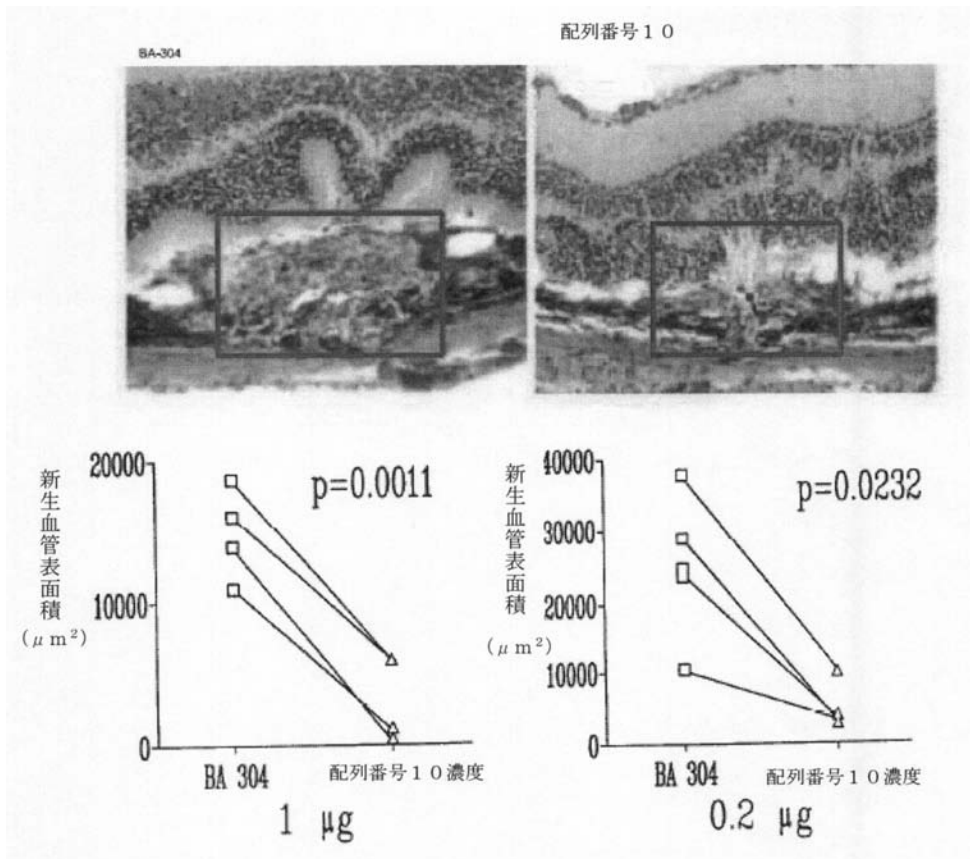 配列番号１０
BA-304
20000
10000
0
新生血管表面積
(μm²)
p=0.0011
BA 304
配列番号１０濃度
1 μg
40000
30000
20000
10000
0
新生血管表面積
(μm²)
p=0.0232
BA 304
配列番号１０濃度
0.2 μg